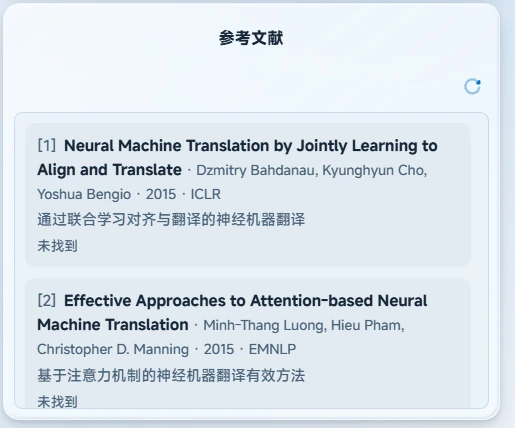 参考文献
[1] Neural Machine Translation by Jointly Learning to
Align and Translate · Dzmitry Bahdanau, Kyunghyun Cho,
Yoshua Bengio · 2015 · ICLR
通过联合学习对齐与翻译的神经机器翻译
未找到
[2] Effective Approaches to Attention-based Neural
Machine Translation · Minh-Thang Luong, Hieu Pham,
Christopher D. Manning · 2015 · EMNLP
基于注意力机制的神经机器翻译有效方法
未找到